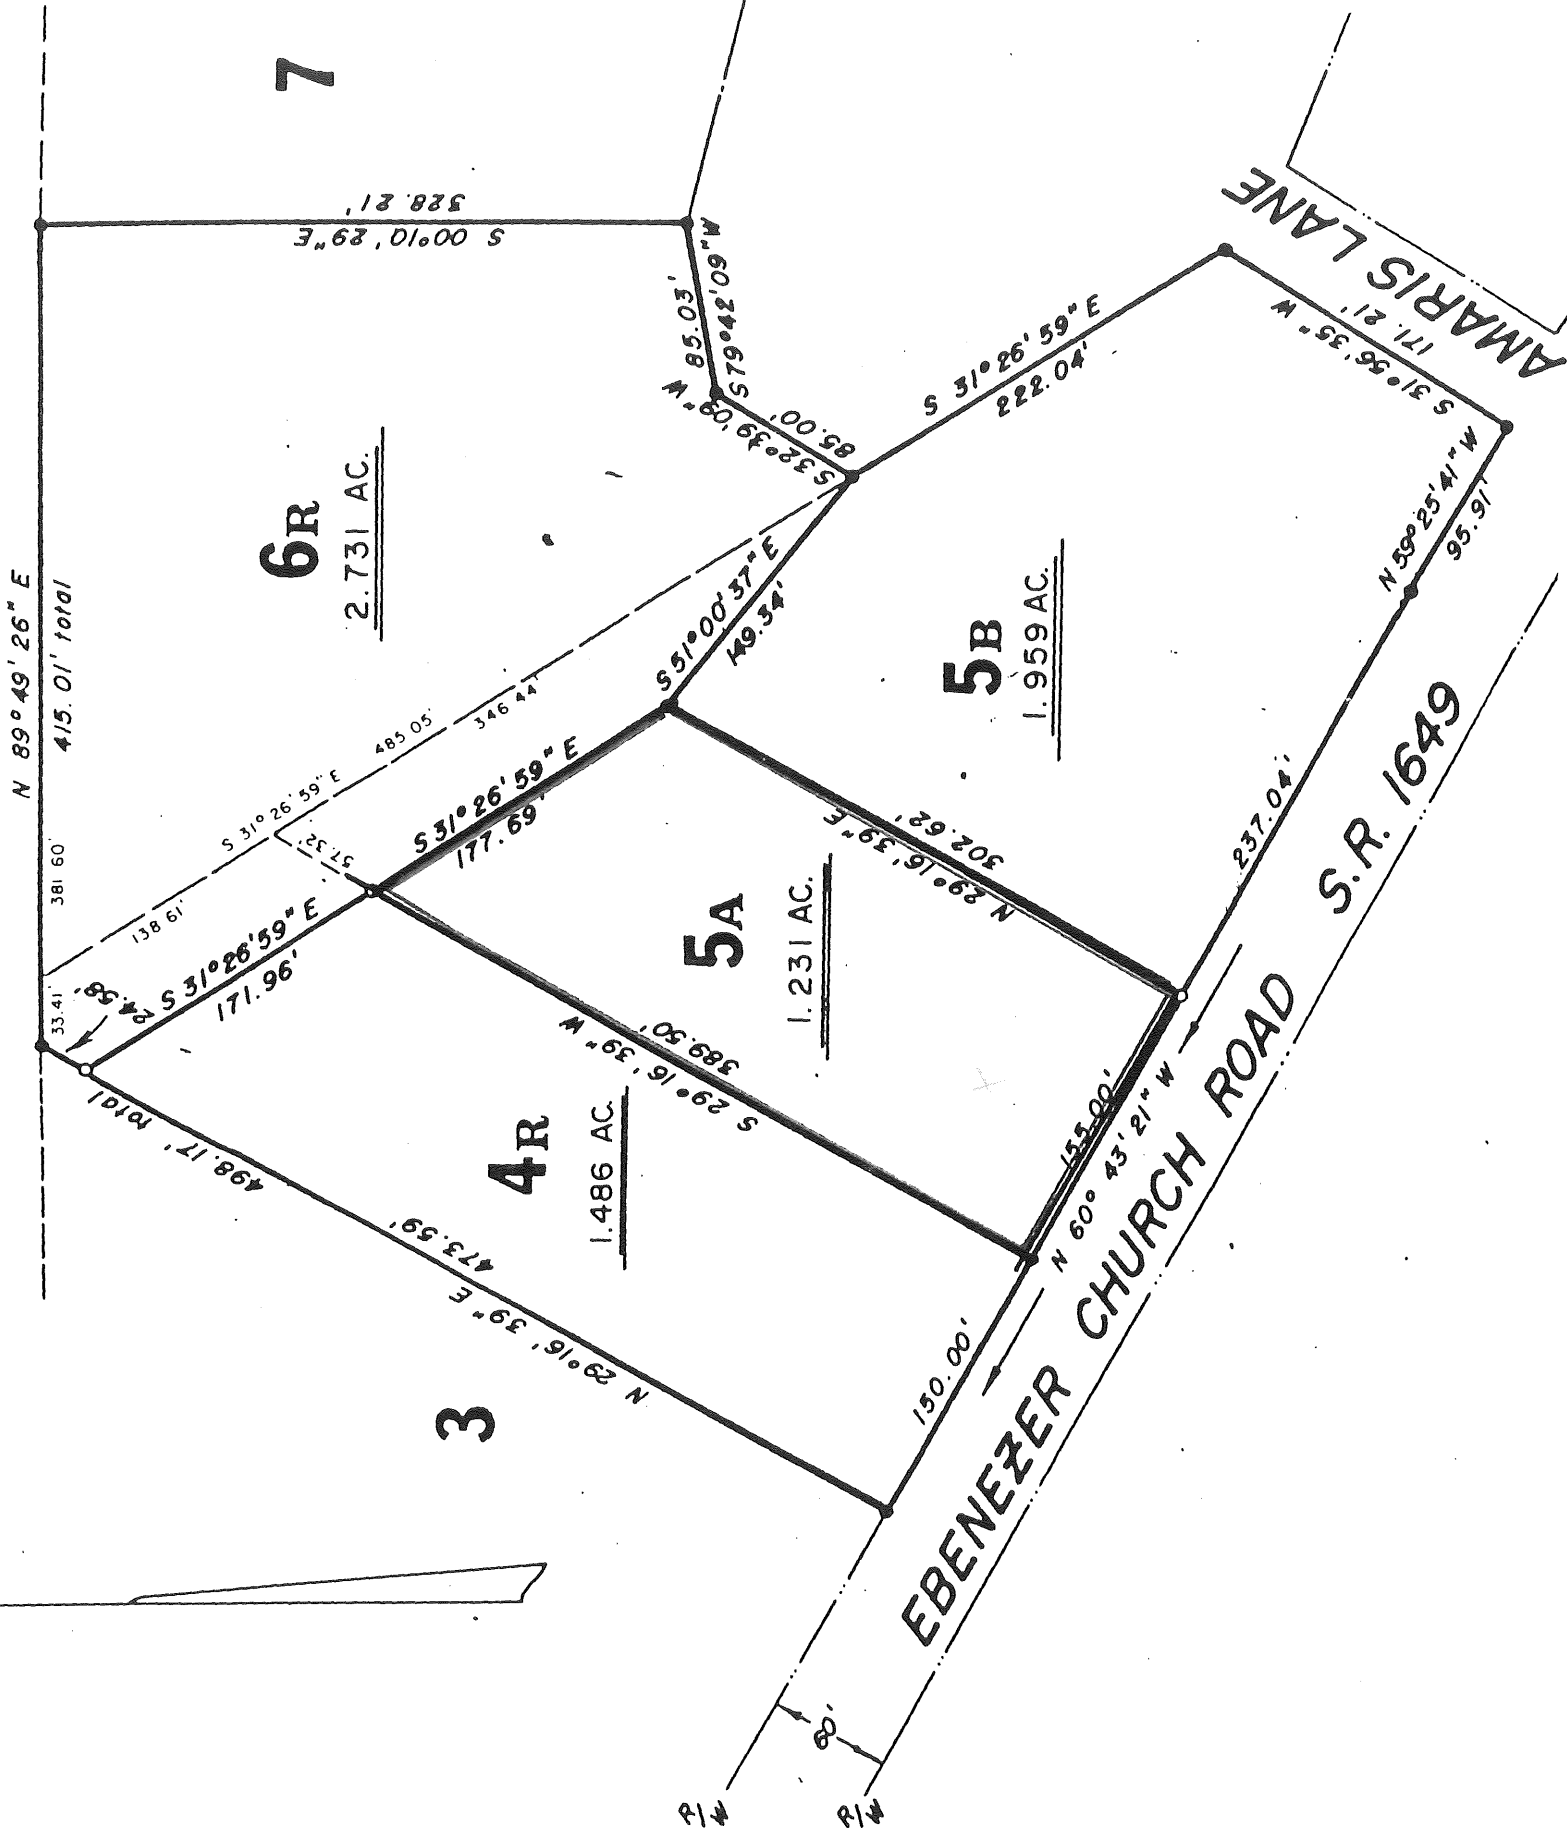 7
N 89° 49' 26" E
415.01' total
381 60'
33.41'
24.58'
S 00°10' 29"E
328.21'
85.03'
S79°42'09"W
S32°39'09" W
85.00'
6R
2.731 AC.
S 31° 26' 59" E
485 05'
138 61'
346 44'
57.32'
S 31°26'59" E
171.96'
S31°26'59" E
177.69'
S51°00'37"E
149.34'
S 31°26'59" E
222.04'
AMARIS LANE
S 31°56'35" W
171.21'
N 59°25'41" W
95.91'
5B
1.959 AC.
N 29°16'39" E
302.62'
237.04'
5A
1.231 AC.
S 29°16'39" W
389.50'
155.00'
N 60° 43' 21" W
4R
1.486 AC.
498.17' total
473.59'
N 29°16' 39" E
150.00'
3
EBENEZER CHURCH ROAD S.R. 1649
60'
R/W
R/W